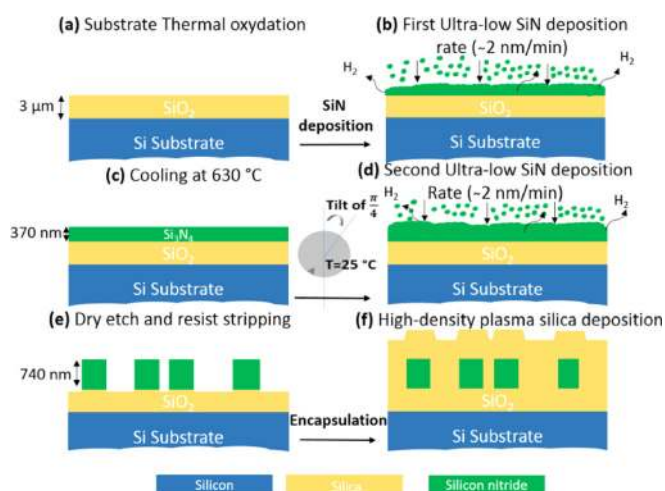 (a) Substrate Thermal oxydation
3 μm
SiO2
Si Substrate
SiN
deposition
(b) First Ultra-low SiN deposition
rate (~2 nm/min)
H2
H2
SiO2
Si Substrate
(c) Cooling at 630 °C
370 nm
Si3N4
SiO2
Si Substrate
Tilt of π/4
T=25 °C
(d) Second Ultra-low SiN deposition
Rate (~2 nm/min)
H2
H2
SiO2
Si Substrate
(e) Dry etch and resist stripping
740 nm
SiO2
Si Substrate
Encapsulation
(f) High-density plasma silica deposition
SiO2
Si Substrate
Silicon
Silica
Silicon nitride